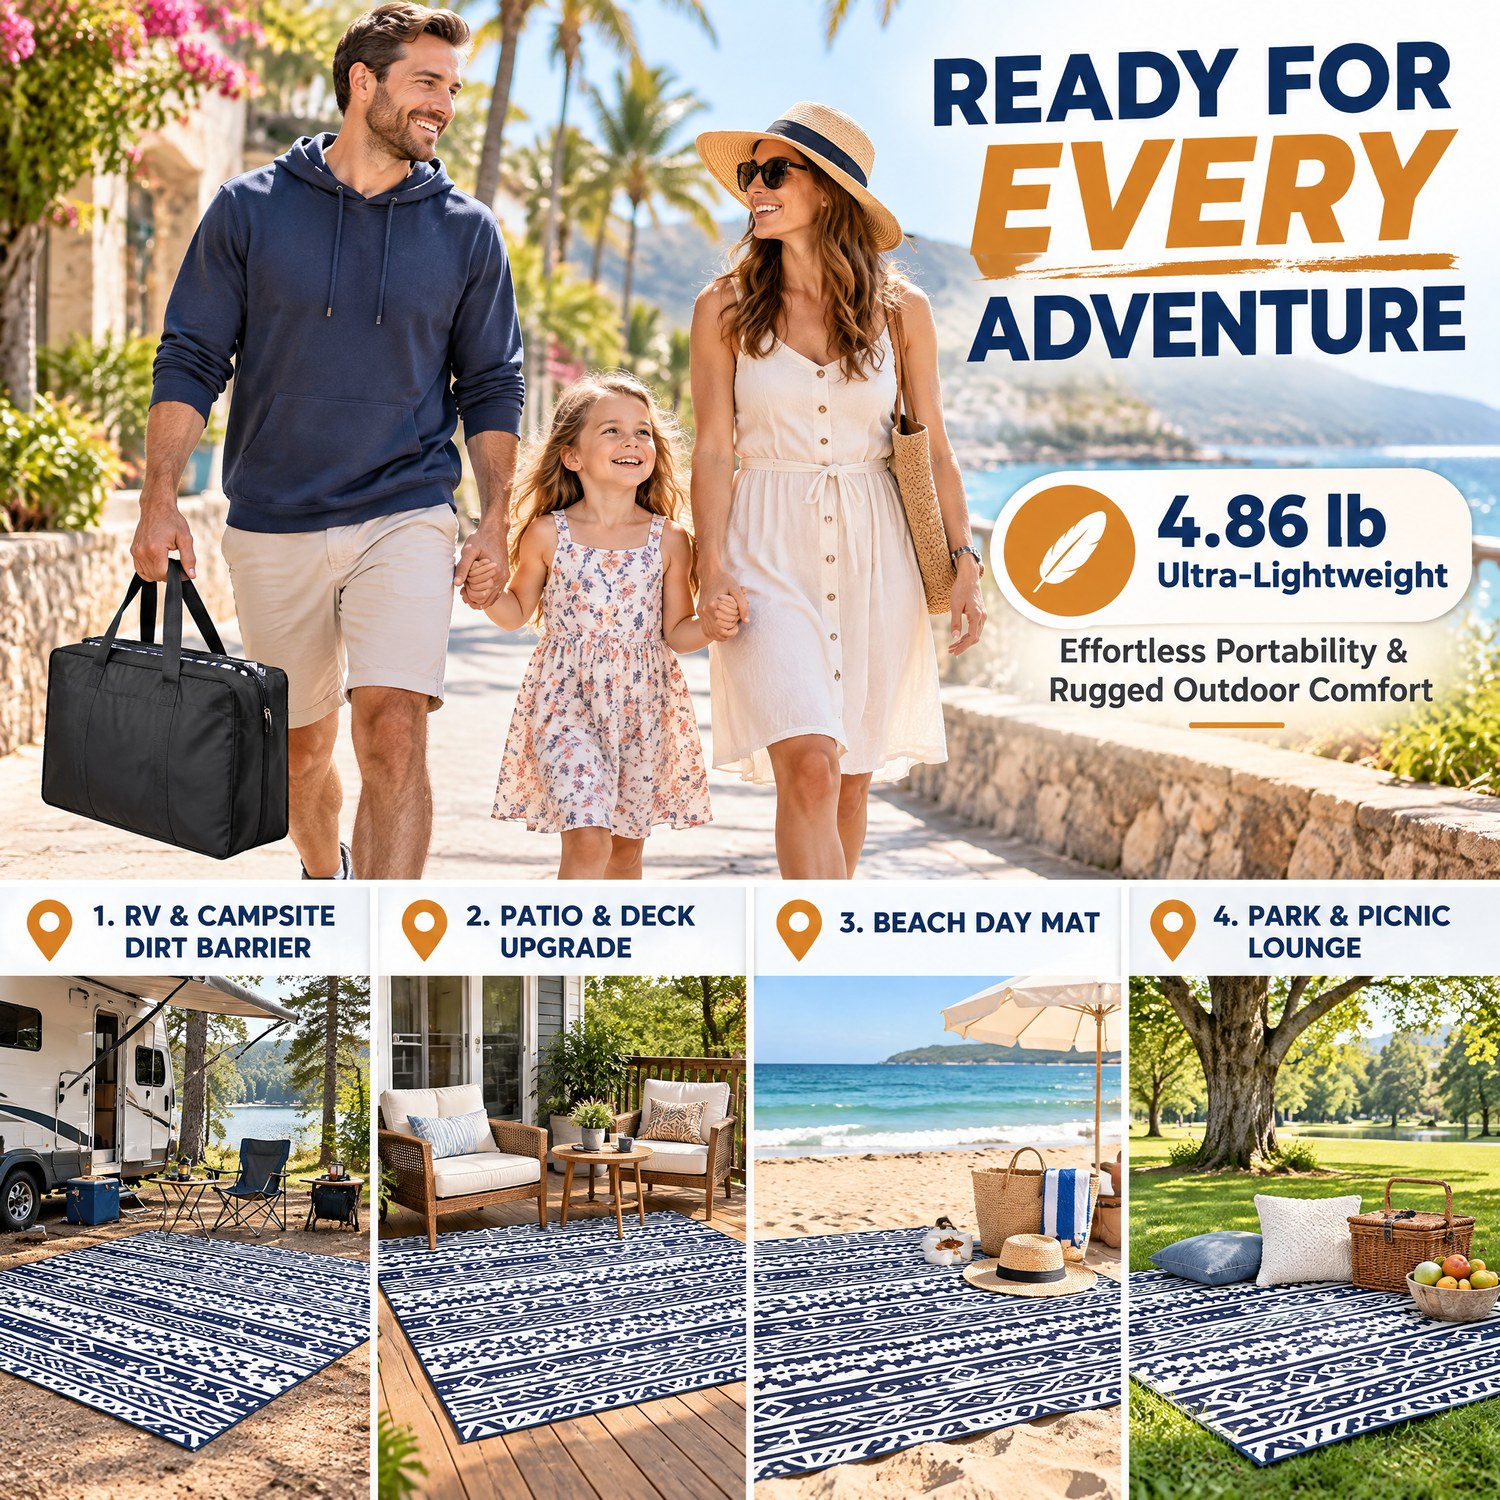 READY FOR
EVERY
ADVENTURE
4.86 lb
Ultra-Lightweight
Effortless Portability &
Rugged Outdoor Comfort
1. RV & CAMPSITE
DIRT BARRIER
2. PATIO & DECK
UPGRADE
3. BEACH DAY MAT
4. PARK & PICNIC
LOUNGE